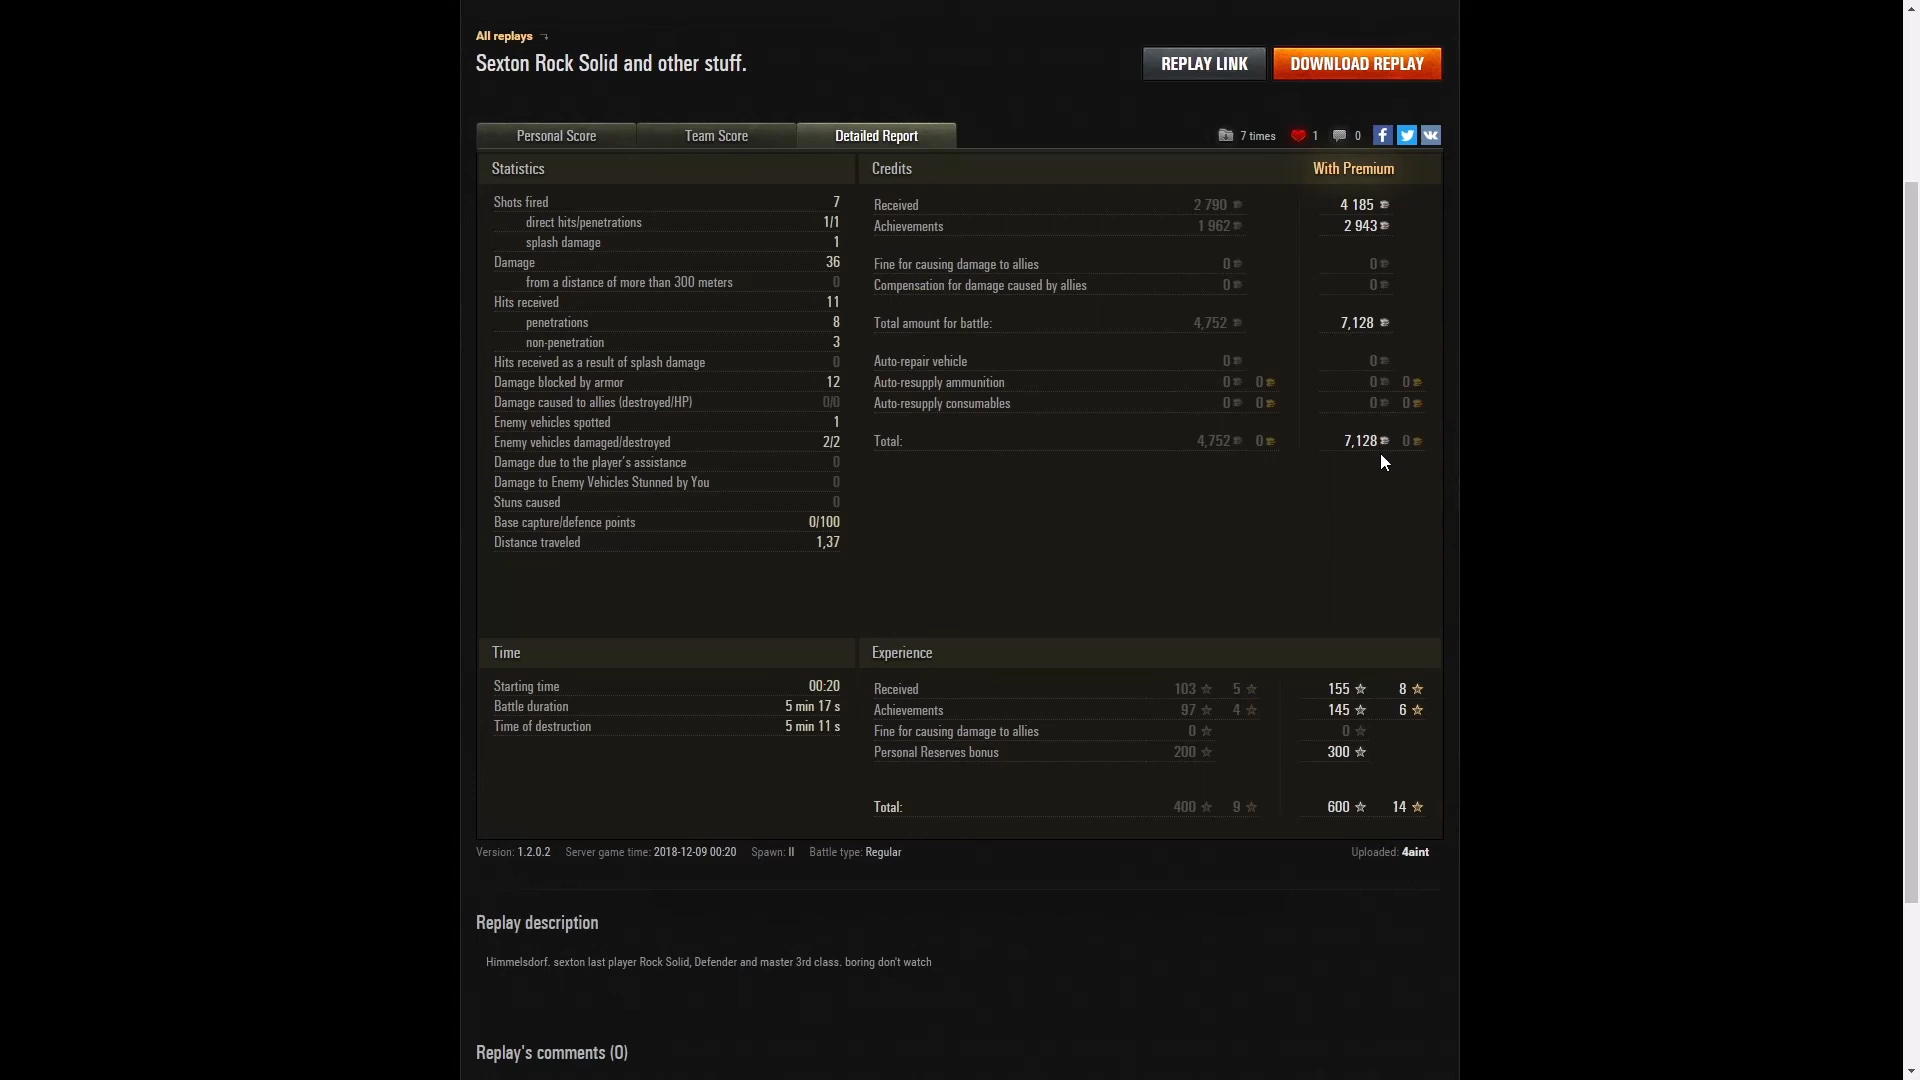 All replays
Sexton Rock Solid and other stuff.
REPLAY LINK
DOWNLOAD REPLAY
Personal Score
Team Score
Detailed Report
7 times
1
0
Statistics
Shots fired 7
direct hits/penetrations 1/1
splash damage 1
Damage 36
from a distance of more than 300 meters 0
Hits received 11
penetrations 8
non-penetration 3
Hits received as a result of splash damage 0
Damage blocked by armor 12
Damage caused to allies (destroyed/HP) 0/0
Enemy vehicles spotted 1
Enemy vehicles damaged/destroyed 2/2
Damage due to the player's assistance 0
Damage to Enemy Vehicles Stunned by You 0
Stuns caused 0
Base capture/defence points 0/100
Distance traveled 1,37
Credits With Premium
Received 2 790 4 185
Achievements 1 962 2 943
Fine for causing damage to allies 0 0
Compensation for damage caused by allies 0 0
Total amount for battle: 4,752 7,128
Auto-repair vehicle 0 0
Auto-resupply ammunition 0 0 0 0
Auto-resupply consumables 0 0 0 0
Total: 4,752 0 7,128 0
Time
Starting time 00:20
Battle duration 5 min 17 s
Time of destruction 5 min 11 s
Experience
Received 103 5 155 8
Achievements 97 4 145 6
Fine for causing damage to allies 0 0
Personal Reserves bonus 200 300
Total: 400 9 600 14
Version: 1.2.0.2 Server game time: 2018-12-09 00:20 Spawn: II Battle type: Regular Uploaded: 4aint
Replay description
Himmelsdorf. sexton last player Rock Solid, Defender and master 3rd class. boring don't watch
Replay's comments (0)